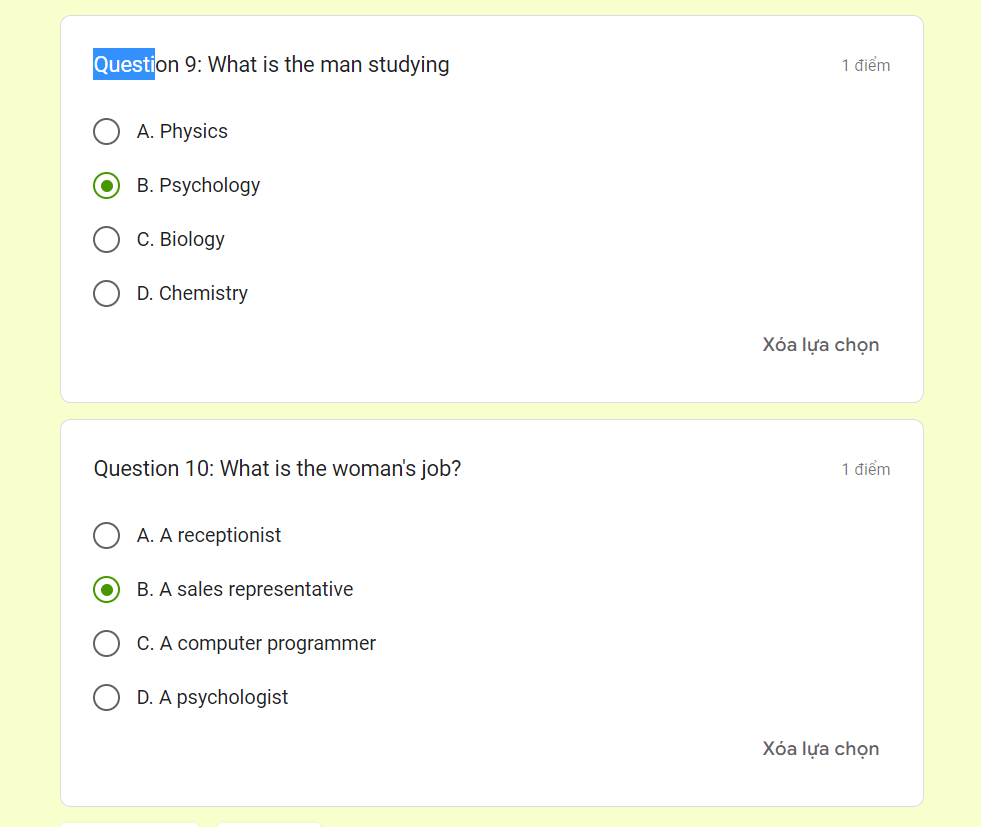 Question 9: What is the man studying
1 điểm
A. Physics
B. Psychology
C. Biology
D. Chemistry
Xóa lựa chọn
Question 10: What is the woman's job?
1 điểm
A. A receptionist
B. A sales representative
C. A computer programmer
D. A psychologist
Xóa lựa chọn